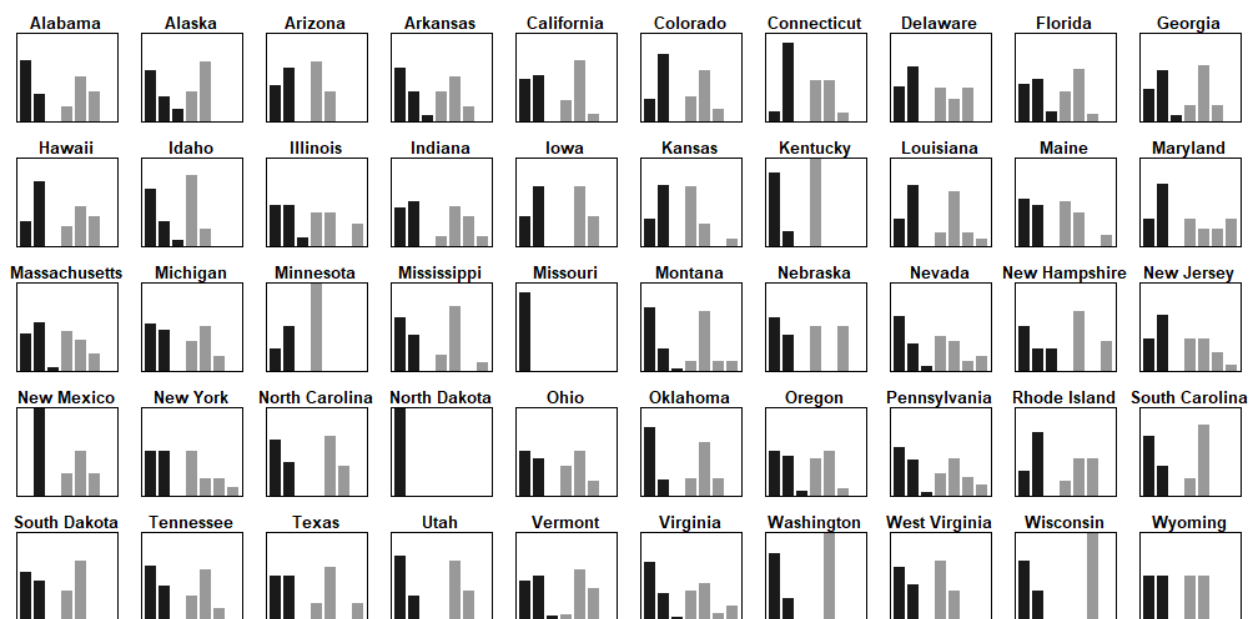 Alabama Alaska Arizona Arkansas California Colorado Connecticut Delaware Florida Georgia
Hawaii Idaho Illinois Indiana Iowa Kansas Kentucky Louisiana Maine Maryland
Massachusetts Michigan Minnesota Mississippi Missouri Montana Nebraska Nevada New Hampshire New Jersey
New Mexico New York North Carolina North Dakota Ohio Oklahoma Oregon Pennsylvania Rhode Island South Carolina
South Dakota Tennessee Texas Utah Vermont Virginia Washington West Virginia Wisconsin Wyoming